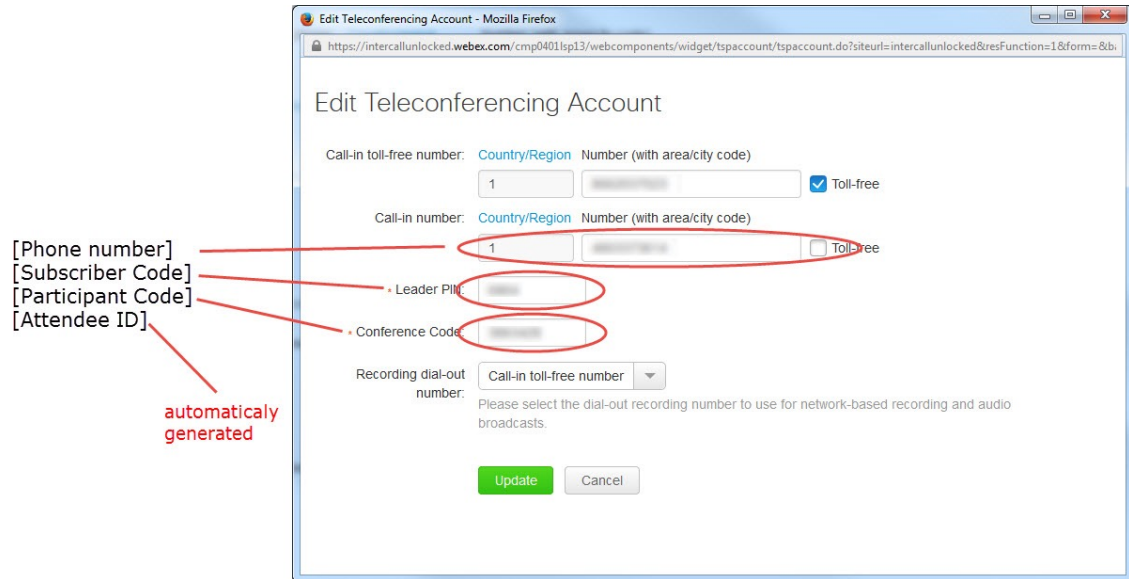 Edit Teleconferencing Account - Mozilla Firefox
https://intercallunlocked.webex.com/cmp0401lsp13/webcomponents/widget/tspaccount/tspaccount.do?siteurl=intercallunlocked&resFunction=1&form=&b
Edit Teleconferencing Account
Call-in toll-free number: Country/Region Number (with area/city code)
1 Toll-free
Call-in number: Country/Region Number (with area/city code)
[Phone number] 1 Toll-free
[Subscriber Code] * Leader PIN:
[Participant Code] * Conference Code:
[Attendee ID]
Recording dial-out number: Call-in toll-free number
Please select the dial-out recording number to use for network-based recording and audio
broadcasts.
automaticaly
generated
Update Cancel